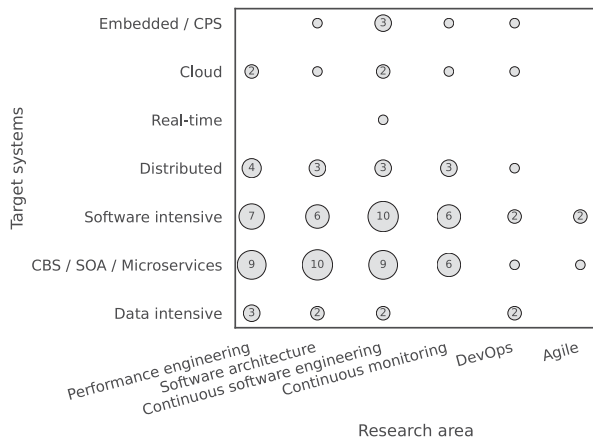 Target systems
Embedded / CPS 3
Cloud 2 2
Real-time
Distributed 4 3 3 3
Software intensive 7 6 10 6 2 2
CBS / SOA / Microservices 9 10 9 6
Data intensive 3 2 2 2
Performance engineering
Software architecture
Continuous software engineering
Continuous monitoring
DevOps
Agile
Research area